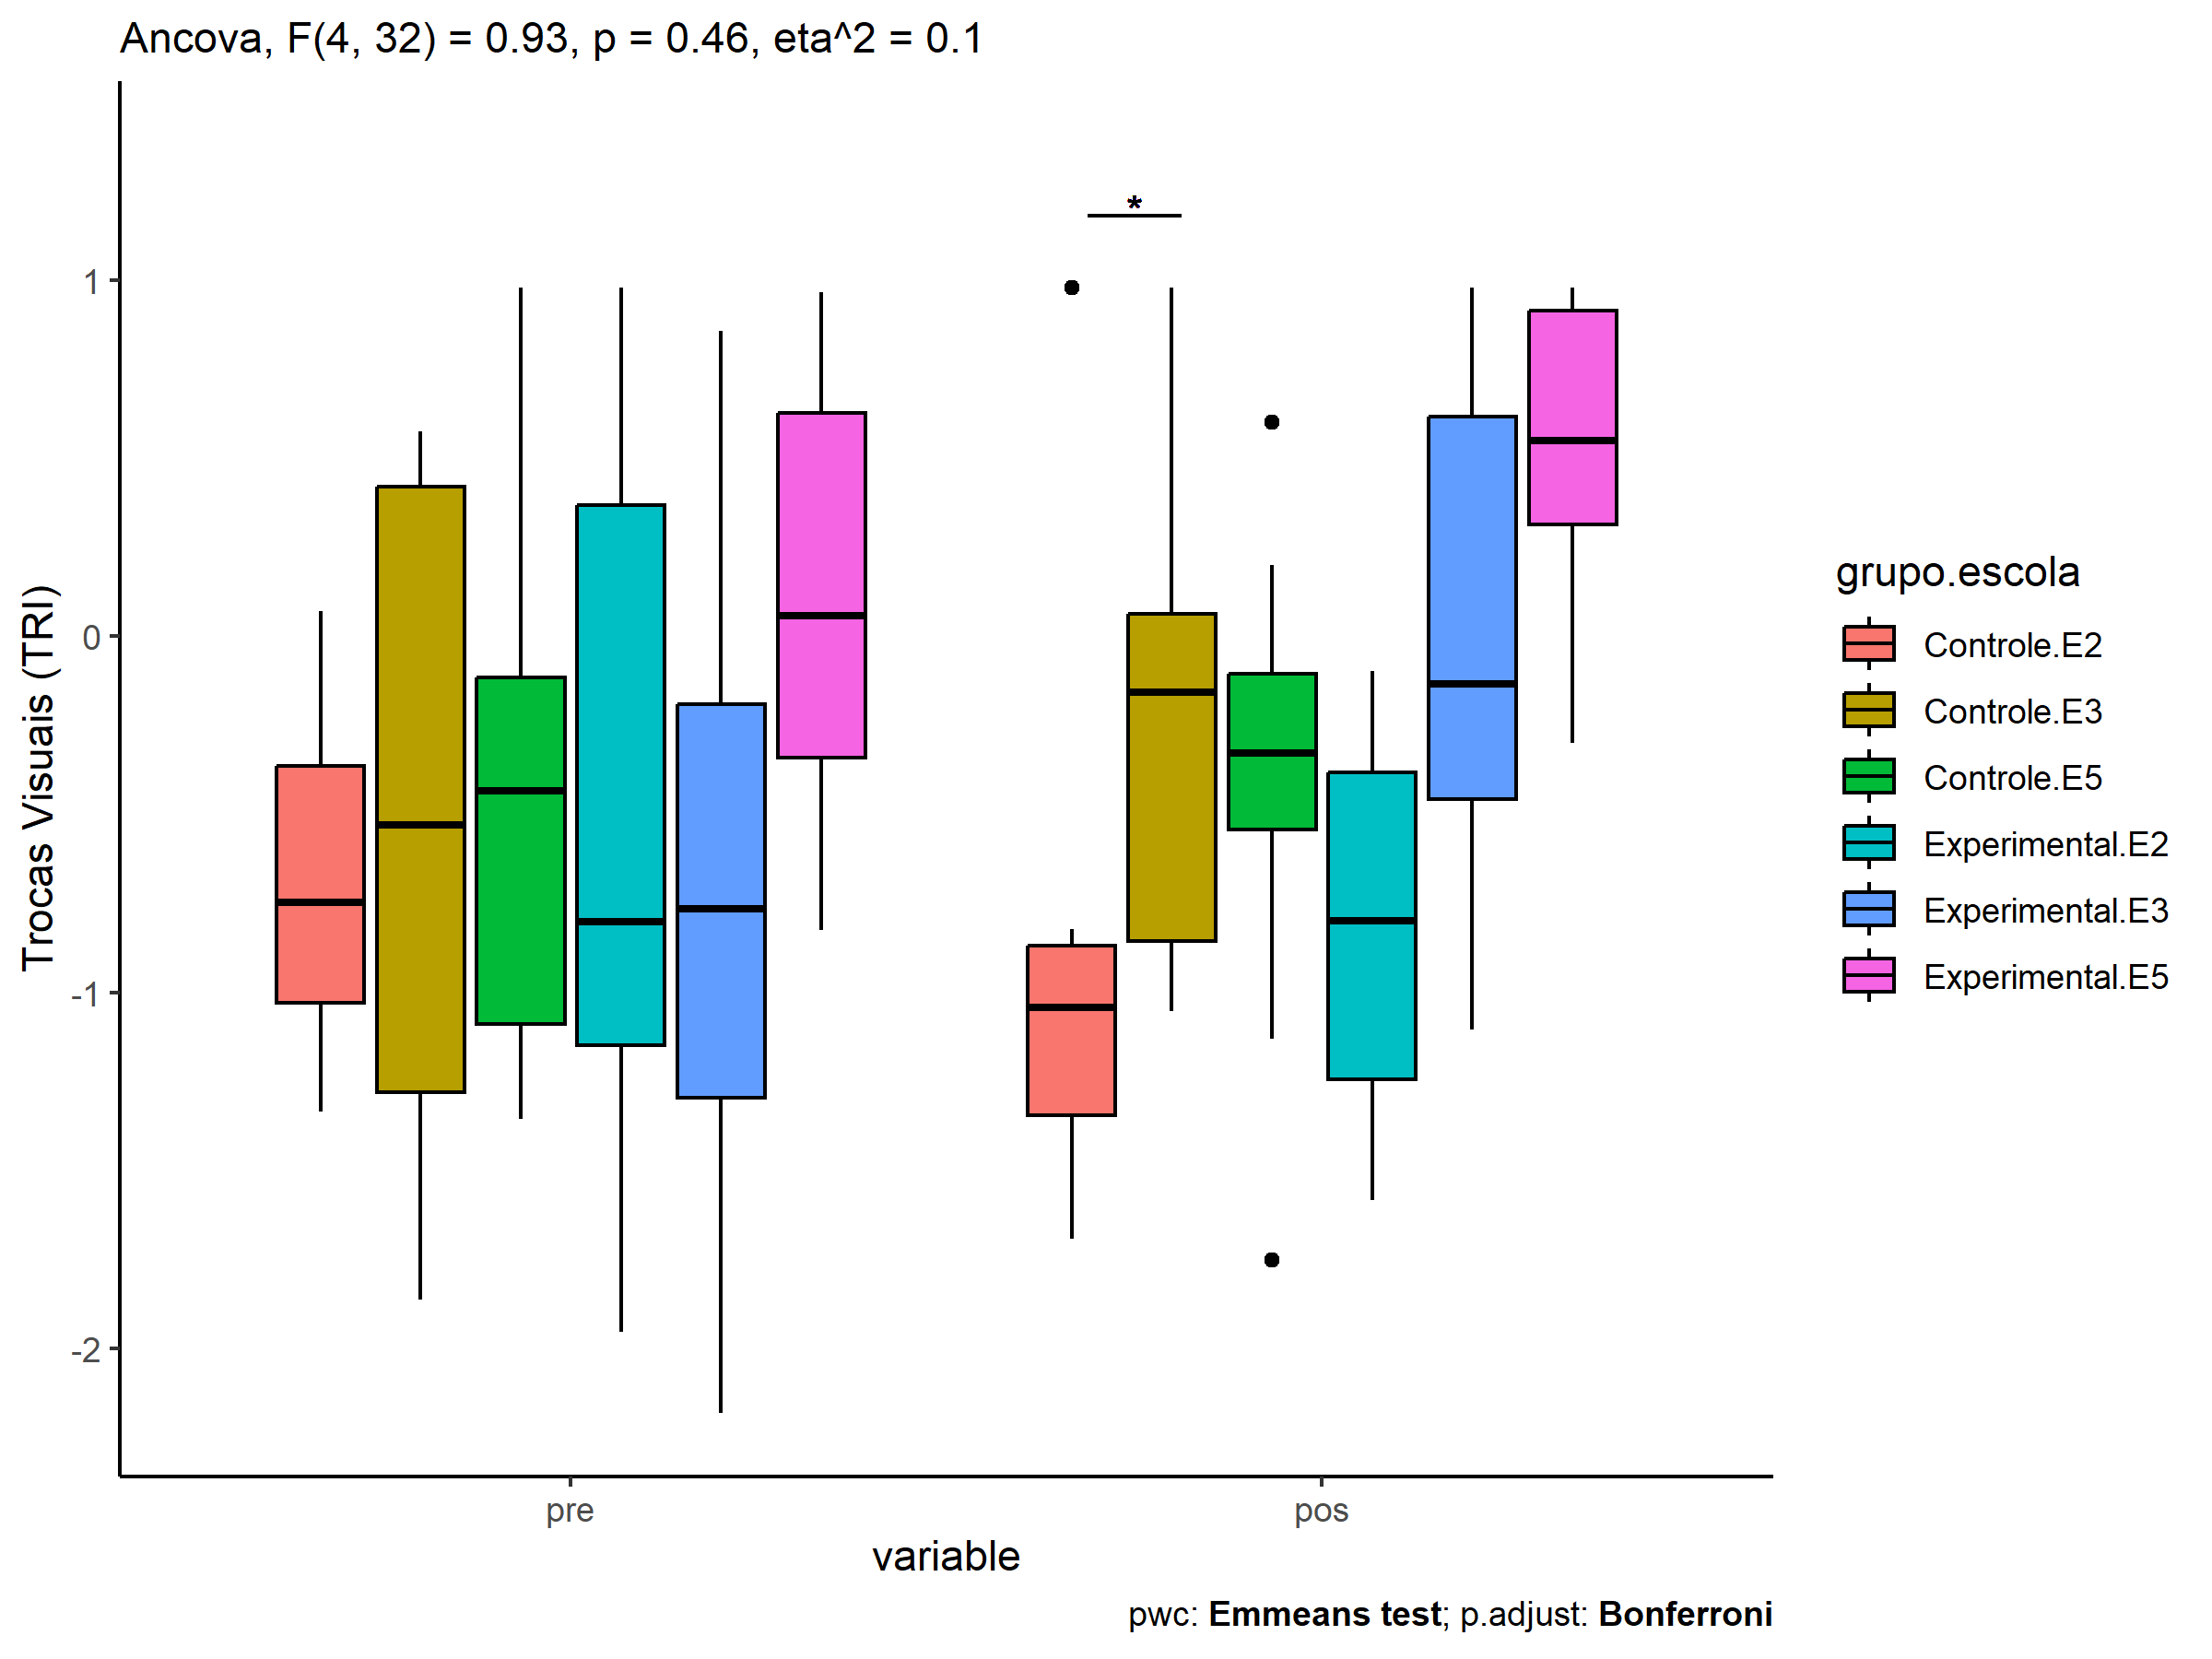 Ancova, F(4, 32) = 0.93, p = 0.46, eta^2 = 0.1
*
1
0
-1
-2
Trocas Visuais (TRI)
pre
pos
variable
grupo.escola
Controle.E2
Controle.E3
Controle.E5
Experimental.E2
Experimental.E3
Experimental.E5
pwc: Emmeans test; p.adjust: Bonferroni